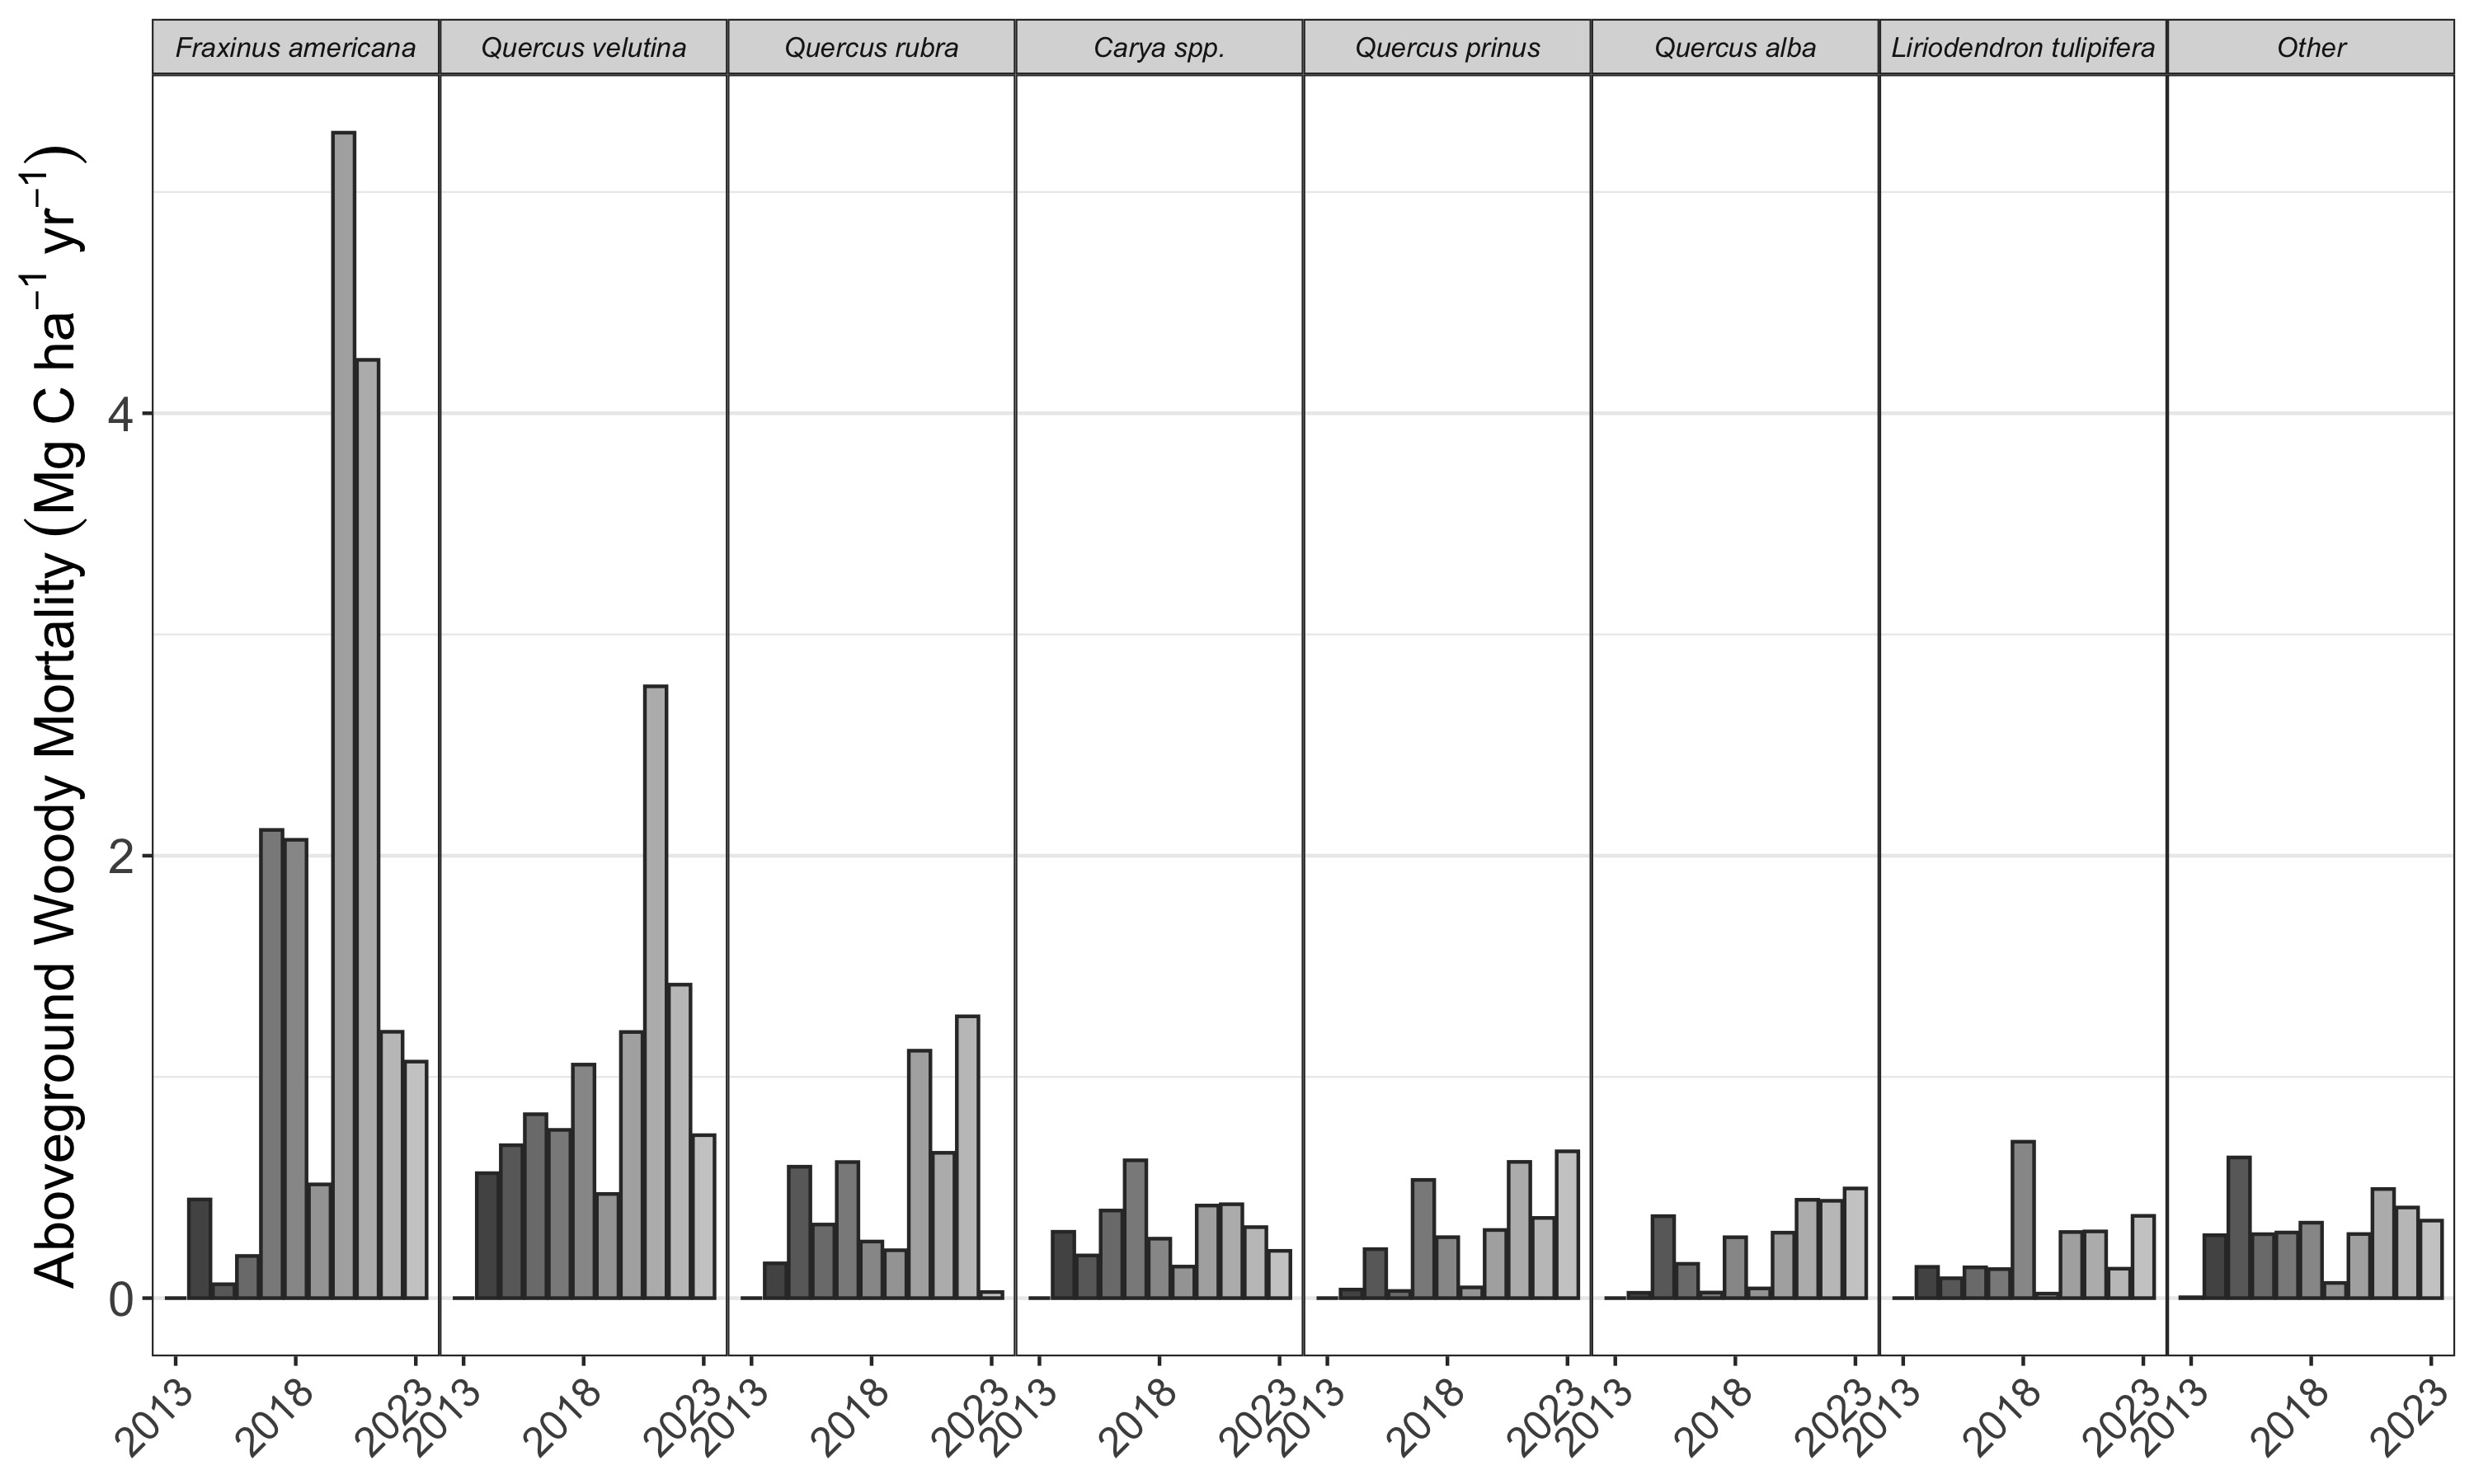 Fraxinus americana Quercus velutina Quercus rubra Carya spp. Quercus prinus Quercus alba Liriodendron tulipifera Other
Aboveground Woody Mortality (Mg C ha⁻¹ yr⁻¹)
4
2
0
2013 2018 2023 2013 2018 2023 2013 2018 2023 2013 2018 2023 2013 2018 2023 2013 2018 2023 2013 2018 2023 2013 2018 2023